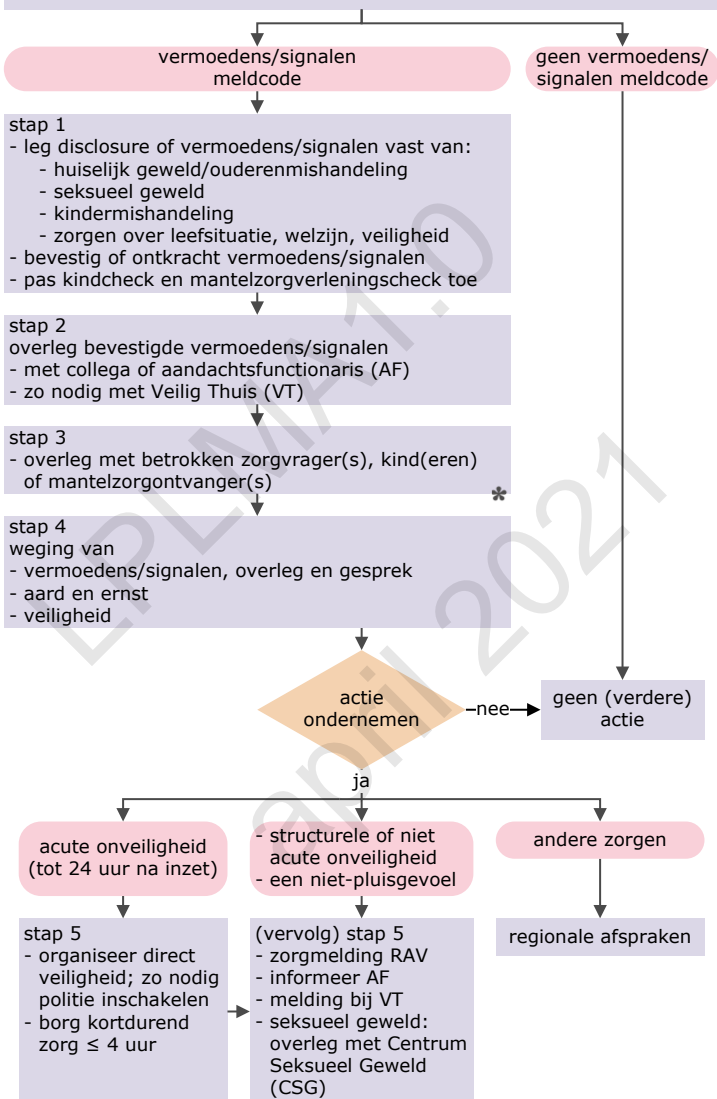 vermoedens/signalen
meldcode
geen vermoedens/
signalen meldcode
stap 1
- leg disclosure of vermoedens/signalen vast van:
- huiselijk geweld/ouderenmishandeling
- seksueel geweld
- kindermishandeling
- zorgen over leefsituatie, welzijn, veiligheid
- bevestig of ontkracht vermoedens/signalen
- pas kindcheck en mantelzorgverleningscheck toe
stap 2
overleg bevestigde vermoedens/signalen
- met collega of aandachtsfunctionaris (AF)
- zo nodig met Veilig Thuis (VT)
stap 3
- overleg met betrokken zorgvrager(s), kind(eren)
of mantelzorgontvanger(s)
*
stap 4
weging van
- vermoedens/signalen, overleg en gesprek
- aard en ernst
- veiligheid
actie
ondernemen
nee
geen (verdere)
actie
ja
acute onveiligheid
(tot 24 uur na inzet)
- structurele of niet
acute onveiligheid
- een niet-pluisgevoel
andere zorgen
stap 5
- organiseer direct
veiligheid; zo nodig
politie inschakelen
- borg kortdurend
zorg ≤ 4 uur
(vervolg) stap 5
- zorgmelding RAV
- informeer AF
- melding bij VT
- seksueel geweld:
overleg met Centrum
Seksueel Geweld
(CSG)
regionale afspraken
LPLMA1.0
april 2021